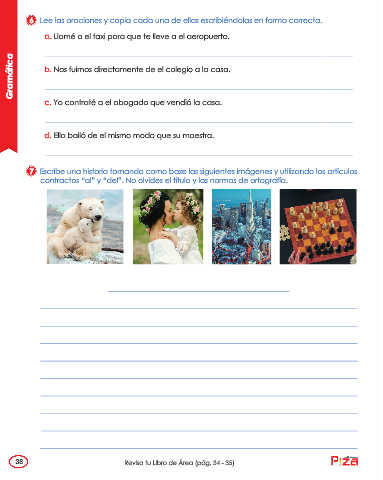 Gramática
6 Lee las oraciones y copia cada una de ellas escribiéndolas en forma correcta.
a. Llamé a el taxi para que te lleve a el aeropuerto.
b. Nos fuimos directamente de el colegio a la casa.
c. Yo contraté a el abogado que vendió la casa.
d. Ella bailó de el mismo modo que su maestra.
7 Escribe una historia tomando como base las siguientes imágenes y utilizando los artículos
contractos "al" y "del". No olvides el título y las normas de ortografía.
38
Revisa tu Libro de Área (pág. 34 - 35)